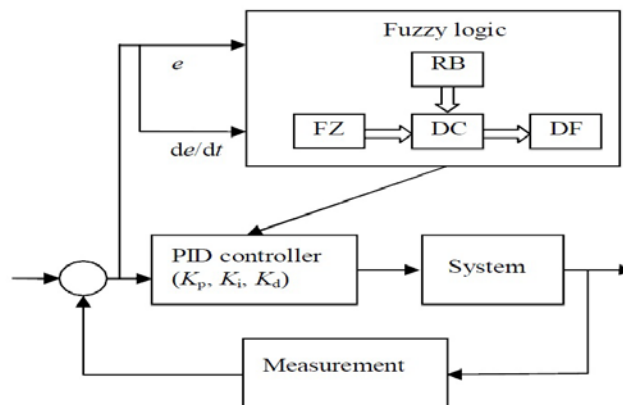 Fuzzy logic
RB
FZ
DC
DF
e
de/dt
PID controller
(Kp, Ki, Kd)
System
Measurement